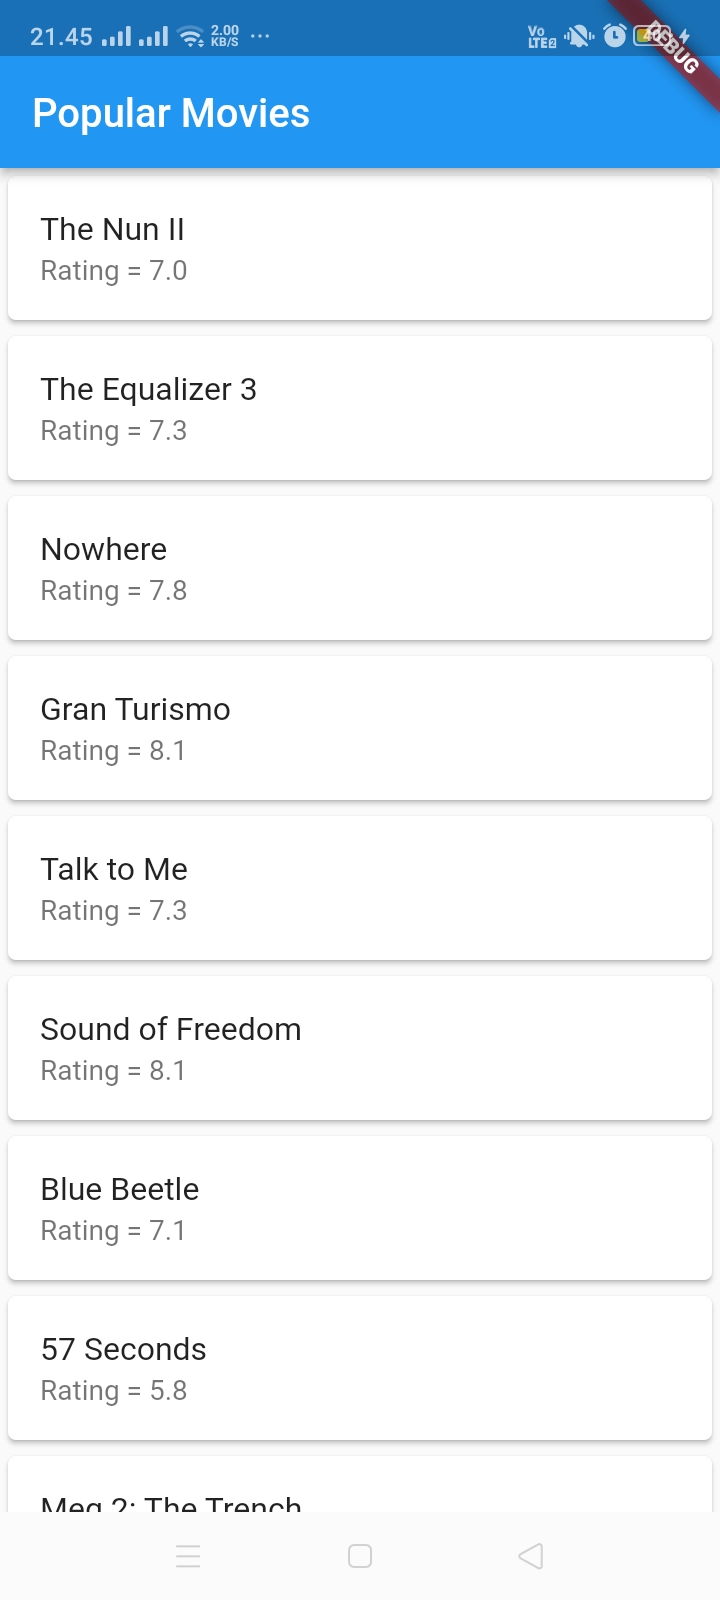 21.45 2.00 KB/S ... Vo LTE2 DEBUG
Popular Movies
The Nun II
Rating = 7.0
The Equalizer 3
Rating = 7.3
Nowhere
Rating = 7.8
Gran Turismo
Rating = 8.1
Talk to Me
Rating = 7.3
Sound of Freedom
Rating = 8.1
Blue Beetle
Rating = 7.1
57 Seconds
Rating = 5.8
Meg 2: The Trench